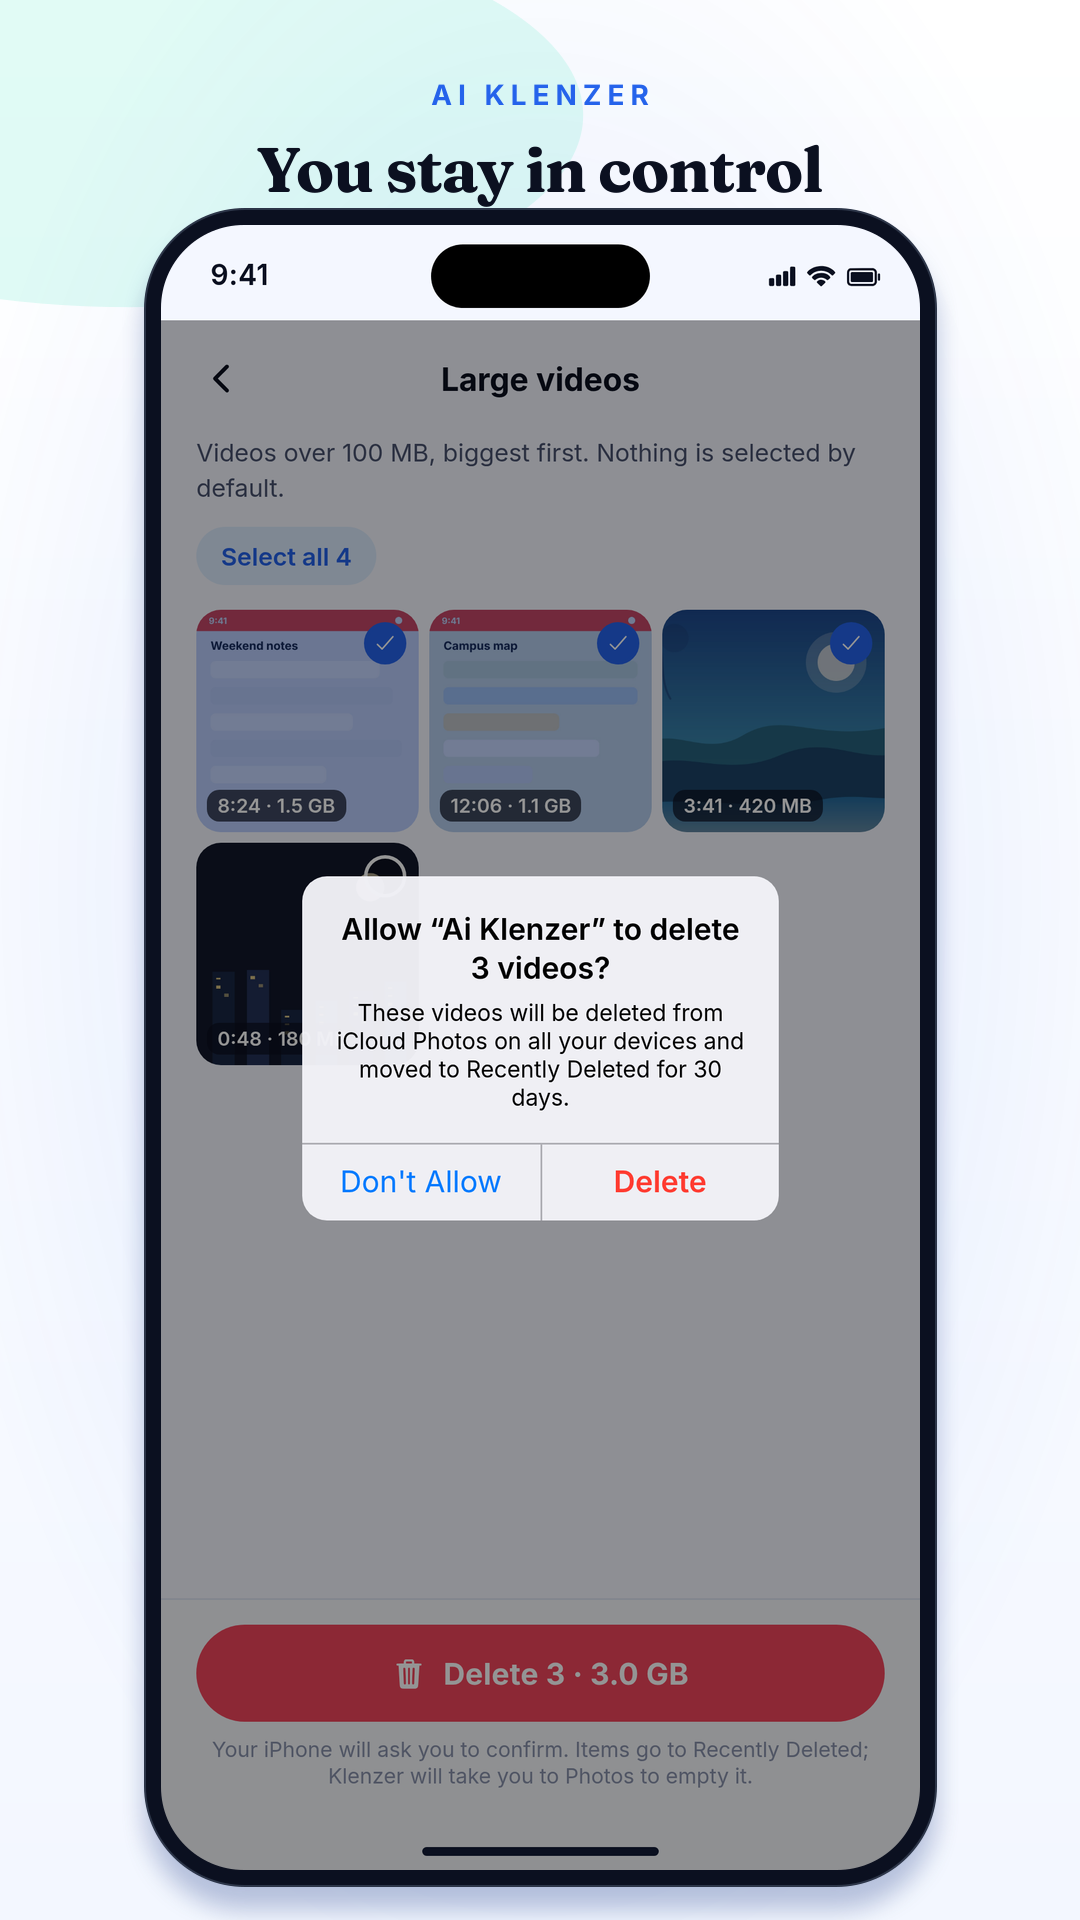 AI KLENZER
You stay in control
9:41
Large videos
Videos over 100 MB, biggest first. Nothing is selected by
default.
Select all 4
9:41
Weekend notes
8:24 · 1.5 GB
9:41
Campus map
12:06 · 1.1 GB
3:41 · 420 MB
0:48 · 180 M
Allow “Ai Klenzer” to delete
3 videos?
These videos will be deleted from
iCloud Photos on all your devices and
moved to Recently Deleted for 30
days.
Don't Allow
Delete
Delete 3 · 3.0 GB
Your iPhone will ask you to confirm. Items go to Recently Deleted;
Klenzer will take you to Photos to empty it.